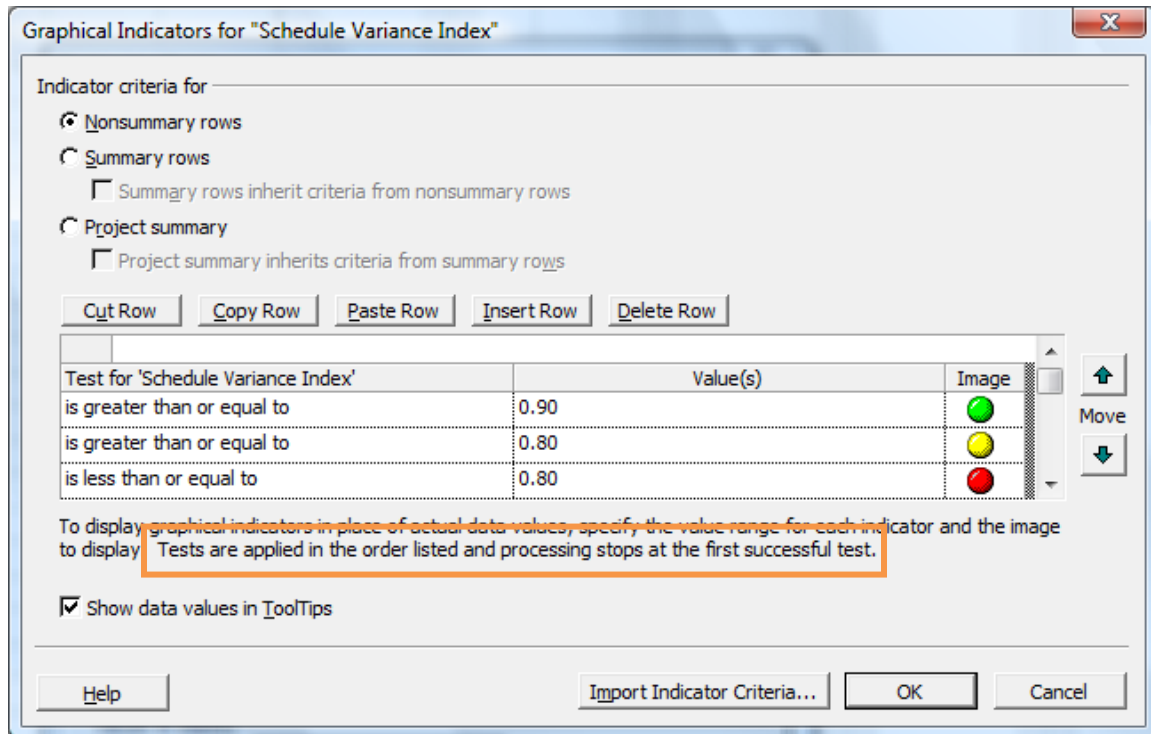 Graphical Indicators for "Schedule Variance Index"
Indicator criteria for
Nonsummary rows
Summary rows
Summary rows inherit criteria from nonsummary rows
Project summary
Project summary inherits criteria from summary rows
Cut Row Copy Row Paste Row Insert Row Delete Row
Test for 'Schedule Variance Index' Value(s) Image
is greater than or equal to 0.90
Move
is greater than or equal to 0.80
is less than or equal to 0.80
To display graphical indicators in place of actual data values, specify the value range for each indicator and the image
to display Tests are applied in the order listed and processing stops at the first successful test.
Show data values in ToolTips
Help Import Indicator Criteria... OK Cancel